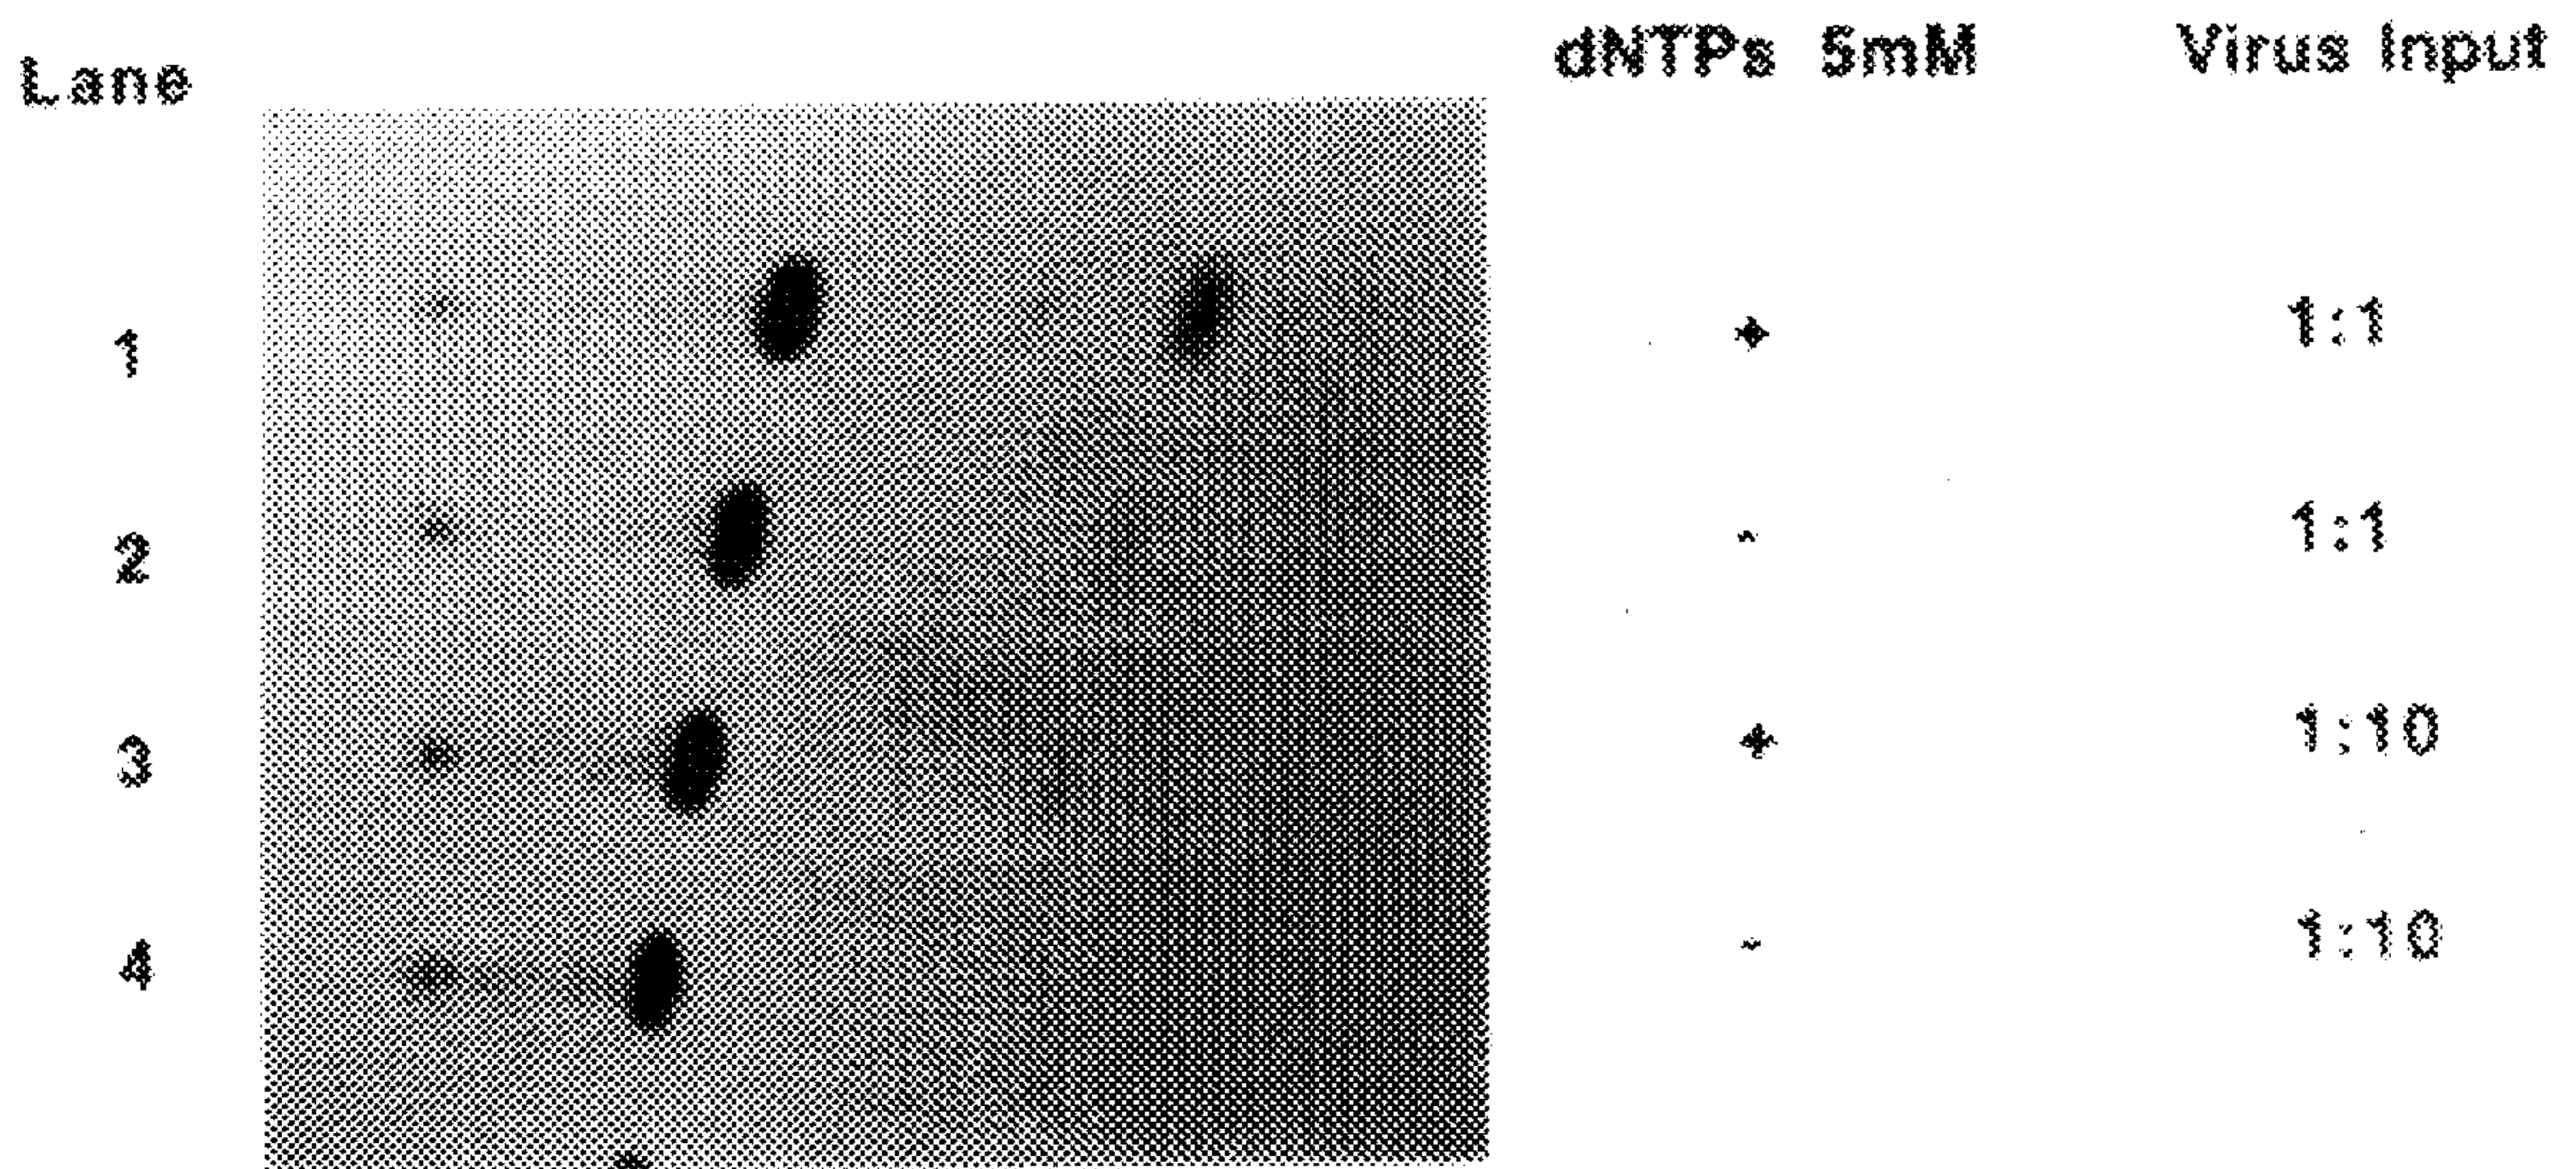 Lane dNTPs 5mM Virus Input
1 + 1:1
2 - 1:1
3 + 1:10
4 - 1:10